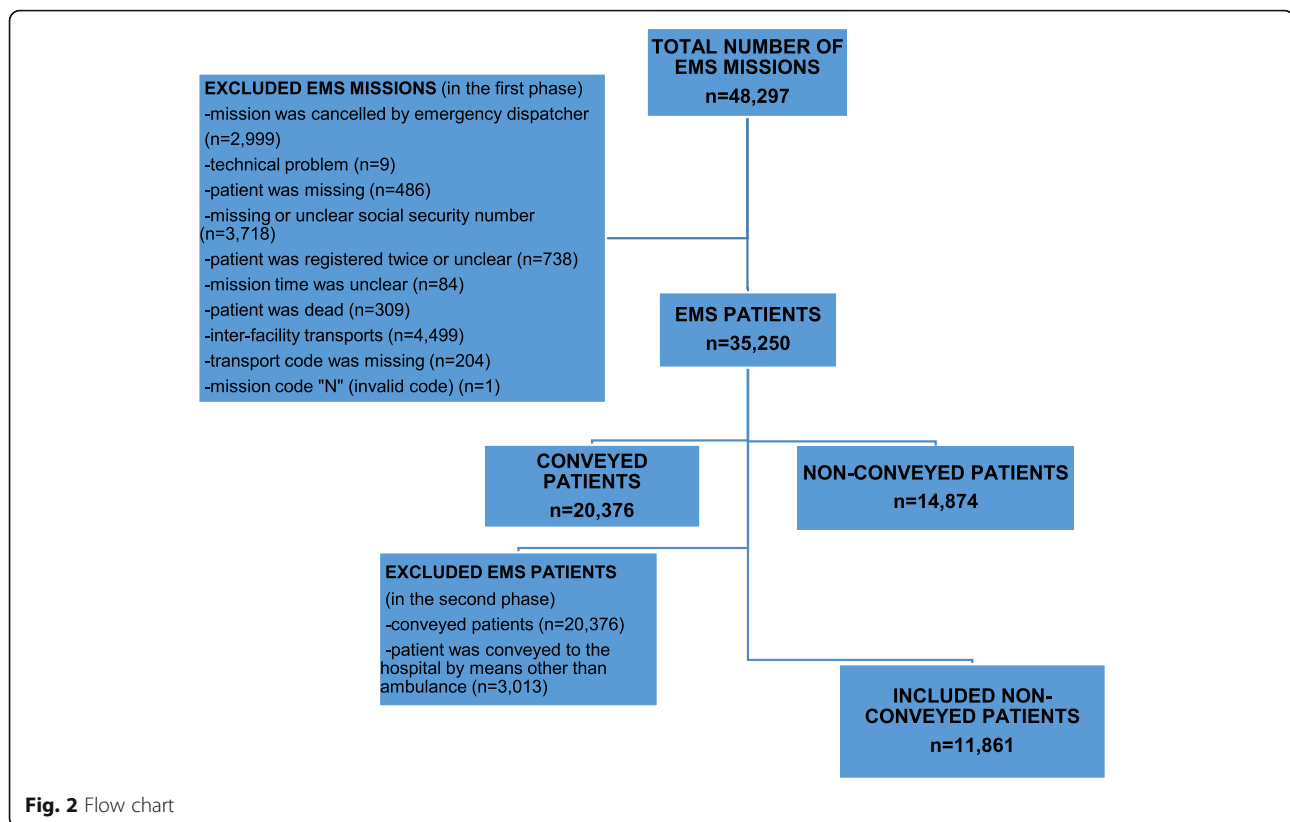 TOTAL NUMBER OF
EMS MISSIONS
n=48,297
EXCLUDED EMS MISSIONS (in the first phase)
-mission was cancelled by emergency dispatcher
(n=2,999)
-technical problem (n=9)
-patient was missing (n=486)
-missing or unclear social security number
(n=3,718)
-patient was registered twice or unclear (n=738)
-mission time was unclear (n=84)
-patient was dead (n=309)
-inter-facility transports (n=4,499)
-transport code was missing (n=204)
-mission code "N" (invalid code) (n=1)
EMS PATIENTS
n=35,250
CONVEYED
PATIENTS
n=20,376
NON-CONVEYED PATIENTS
n=14,874
EXCLUDED EMS PATIENTS
(in the second phase)
-conveyed patients (n=20,376)
-patient was conveyed to the
hospital by means other than
ambulance (n=3,013)
INCLUDED NON-
CONVEYED PATIENTS
n=11,861
Fig. 2 Flow chart